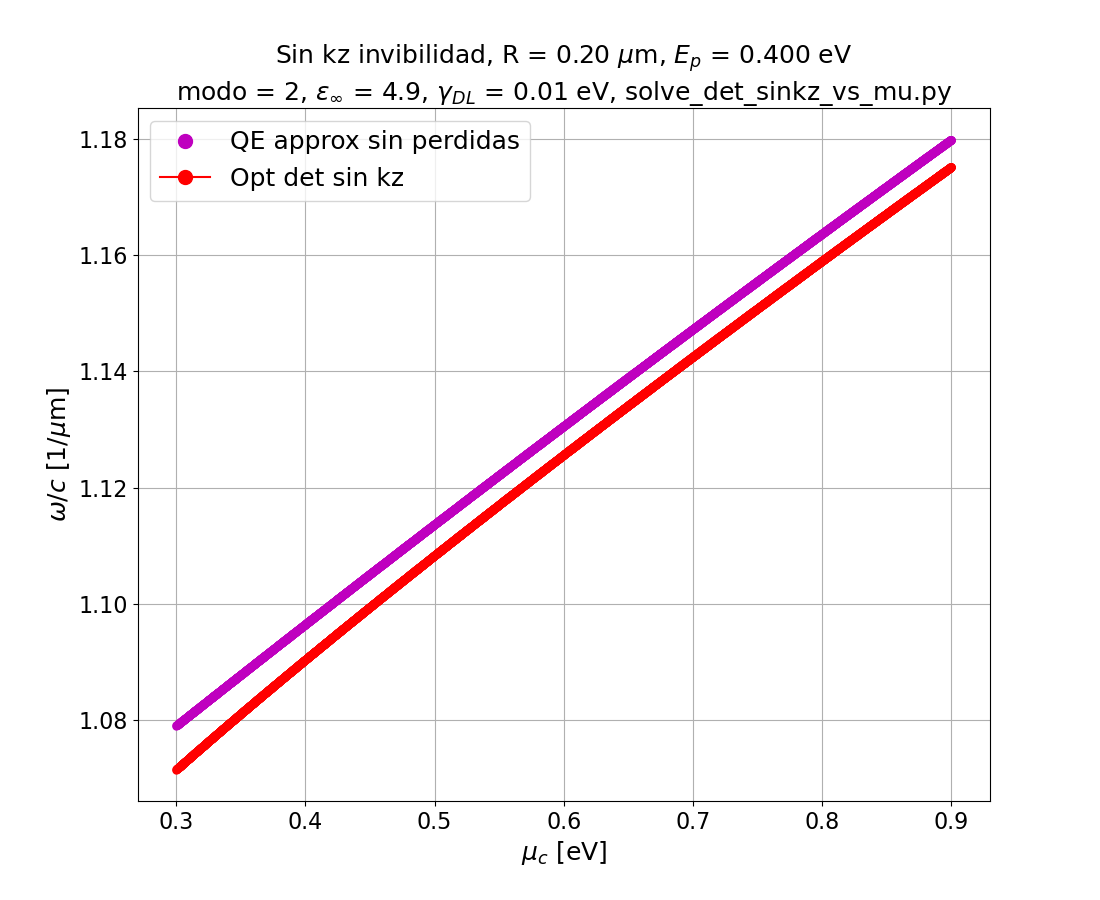 Sin kz invibilidad, R = 0.20 μm, E_p = 0.400 eV
modo = 2, ε_∞ = 4.9, γ_DL = 0.01 eV, solve_det_sinkz_vs_mu.py
QE approx sin perdidas
Opt det sin kz
1.18
1.16
1.14
1.12
1.10
1.08
ω/c [1/μm]
0.3 0.4 0.5 0.6 0.7 0.8 0.9
μ_c [eV]